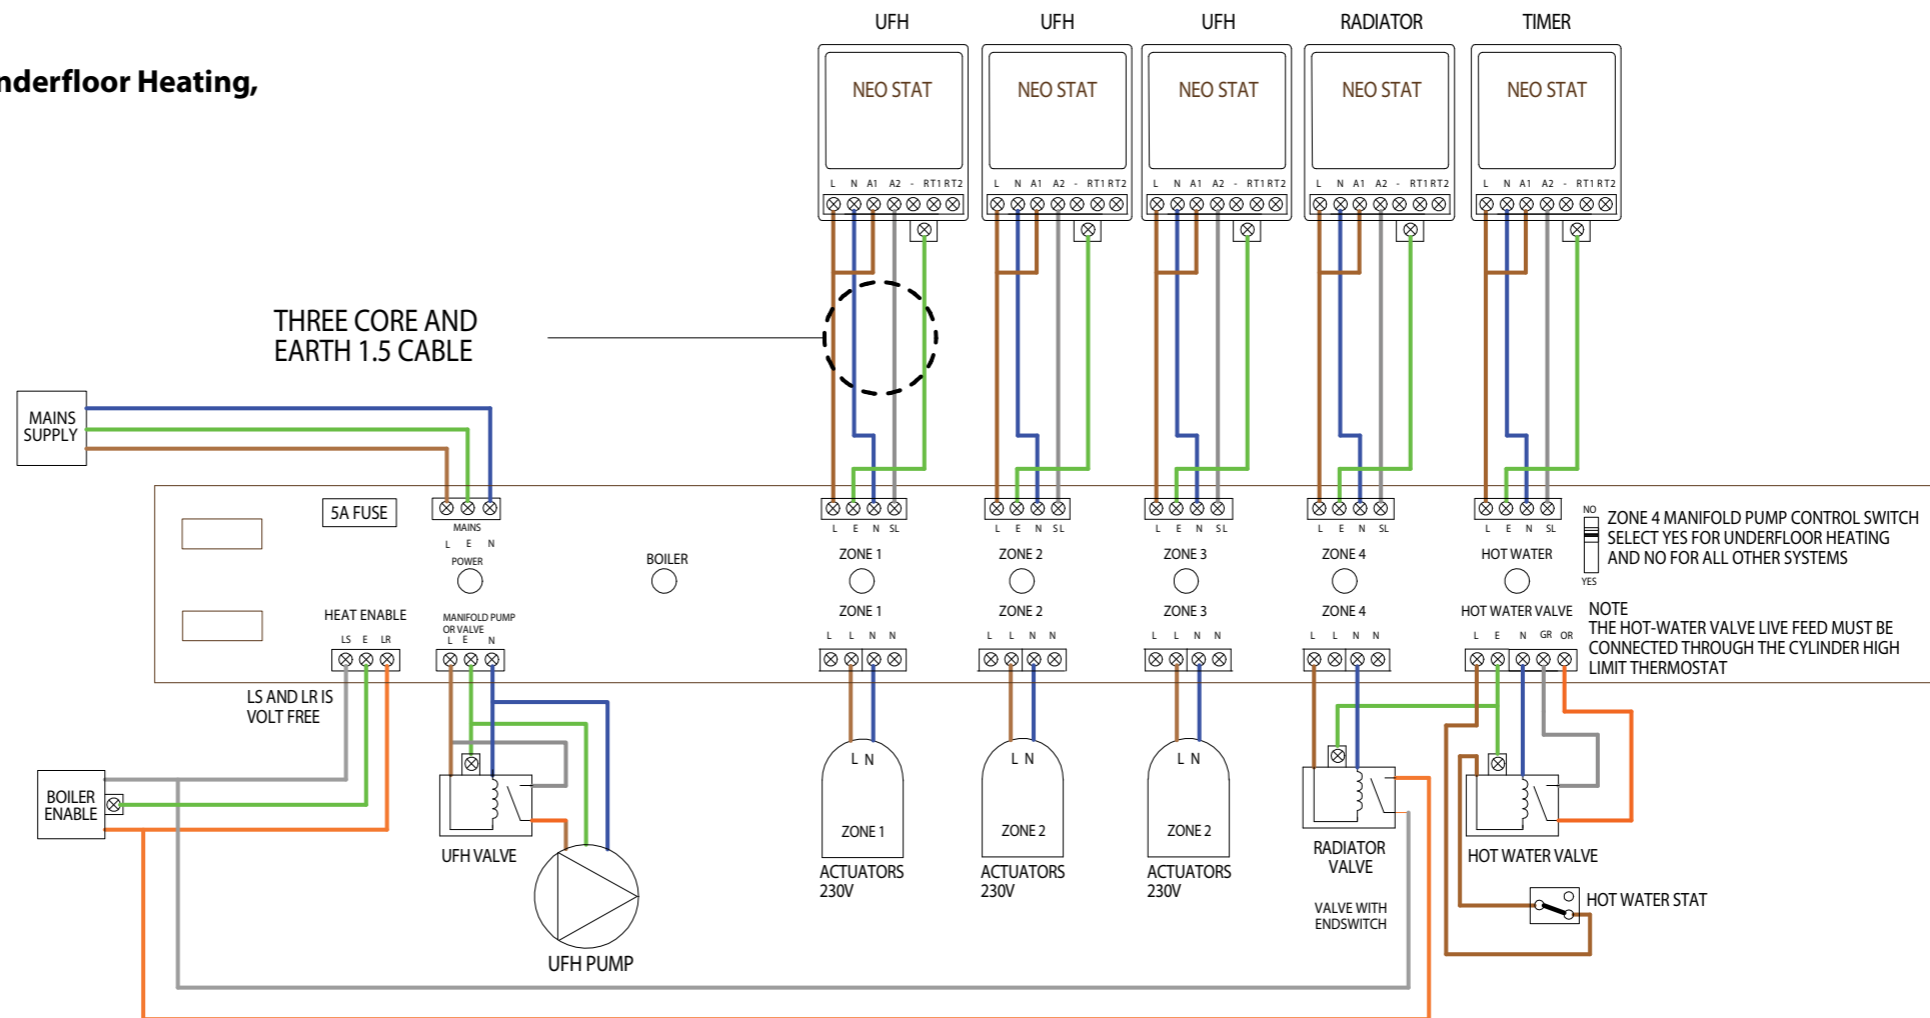 nderfloor Heating,
UFH
UFH
UFH
RADIATOR
TIMER
NEO STAT
NEO STAT
NEO STAT
NEO STAT
NEO STAT
L N A1 A2 - RT1 RT2
L N A1 A2 - RT1 RT2
L N A1 A2 - RT1 RT2
L N A1 A2 - RT1 RT2
L N A1 A2 - RT1 RT2
THREE CORE AND
EARTH 1.5 CABLE
MAINS
SUPPLY
5A FUSE
MAINS
L E N
POWER
BOILER
L E N SL
ZONE 1
L E N SL
ZONE 2
L E N SL
ZONE 3
L E N SL
ZONE 4
L E N SL
HOT WATER
NO
YES
ZONE 4 MANIFOLD PUMP CONTROL SWITCH
SELECT YES FOR UNDERFLOOR HEATING
AND NO FOR ALL OTHER SYSTEMS
HEAT ENABLE
LS E LR
MANIFOLD PUMP
OR VALVE
L E N
ZONE 1
L L N N
ZONE 2
L L N N
ZONE 3
L L N N
ZONE 4
L L N N
HOT WATER VALVE
L E N GR OR
NOTE
THE HOT-WATER VALVE LIVE FEED MUST BE
CONNECTED THROUGH THE CYLINDER HIGH
LIMIT THERMOSTAT
LS AND LR IS
VOLT FREE
BOILER
ENABLE
UFH VALVE
UFH PUMP
L N
ZONE 1
ACTUATORS
230V
L N
ZONE 2
ACTUATORS
230V
L N
ZONE 2
ACTUATORS
230V
RADIATOR
VALVE
VALVE WITH
ENDSWITCH
HOT WATER VALVE
HOT WATER STAT